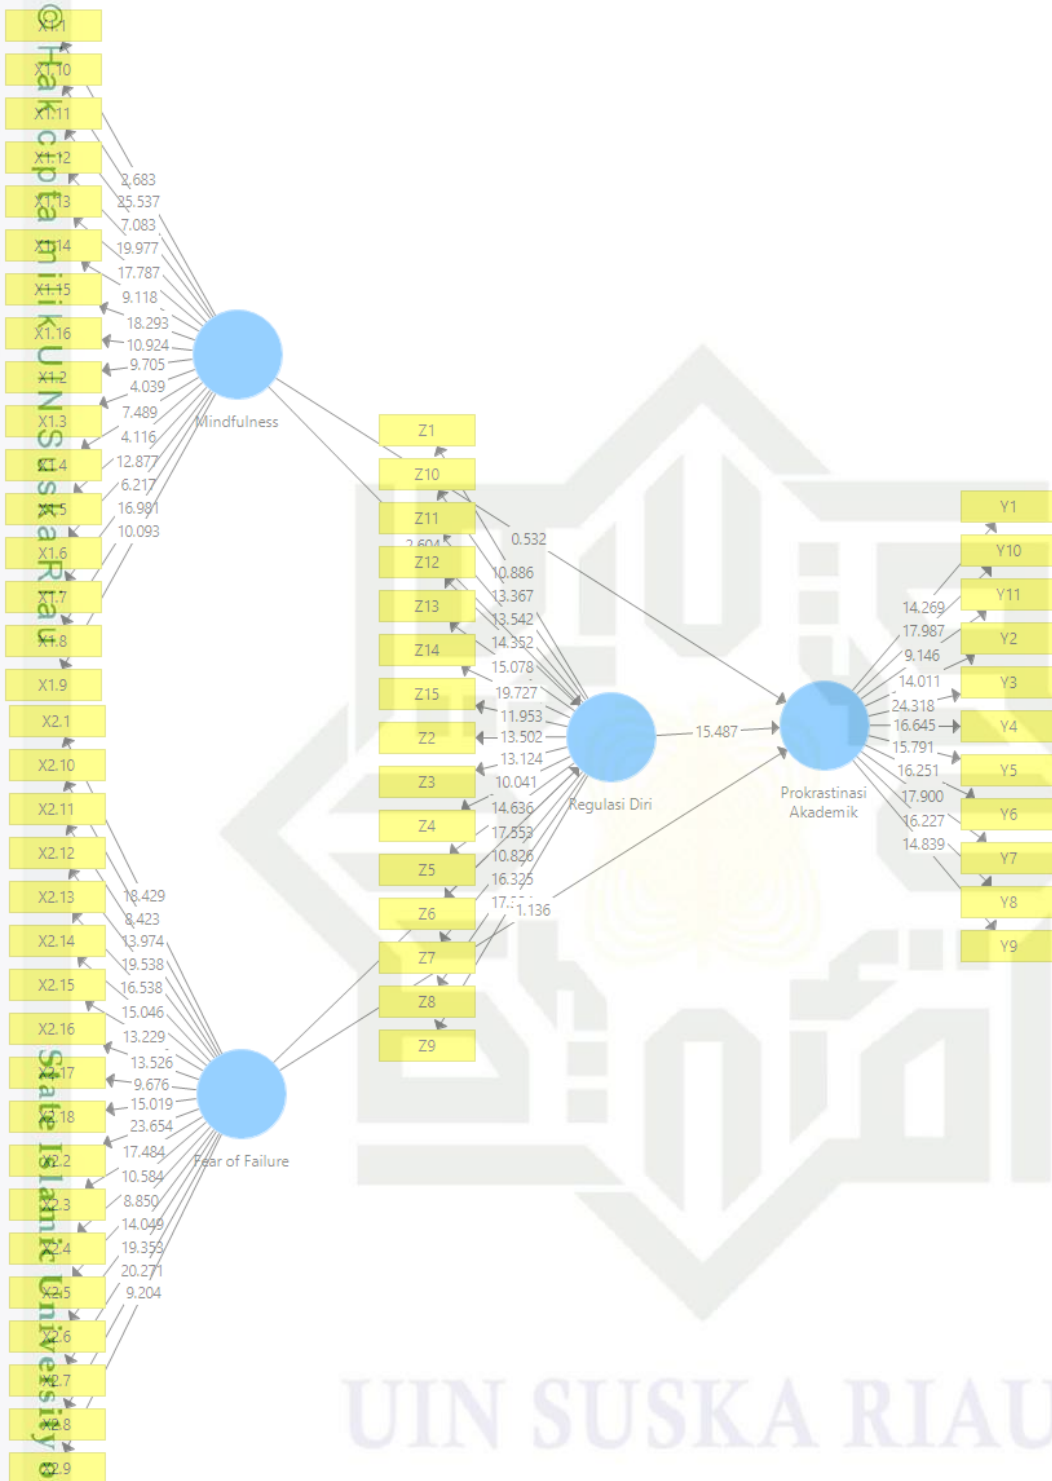 © Hak cipta milik UIN Suska Riau
State Islamic University o
X1.1
X1.10
X1.11
X1.12
X1.13
X1.14
X1.15
X1.16
X1.2
X1.3
X1.4
X1.5
X1.6
X1.7
X1.8
X1.9
2.683
25.537
7.083
19.977
17.787
9.118
18.293
10.924
9.705
4.039
7.489
4.116
12.877
6.217
16.981
10.093
Mindfulness
X2.1
X2.10
X2.11
X2.12
X2.13
X2.14
X2.15
X2.16
X2.17
X2.18
X2.2
X2.3
X2.4
X2.5
X2.6
X2.7
X2.8
X2.9
18.429
8.423
13.974
19.538
16.538
15.046
13.229
13.526
9.676
15.019
23.654
17.484
10.584
8.850
14.049
19.353
20.271
9.204
Fear of Failure
Z1
Z10
Z11
Z12
Z13
Z14
Z15
Z2
Z3
Z4
Z5
Z6
Z7
Z8
Z9
0.532
10.886
13.367
13.542
14.352
15.078
19.727
11.953
13.502
13.124
10.041
14.636
17.553
10.826
16.325
1.136
Regulasi Diri
15.487
Prokrastinasi
Akademik
14.269
17.987
9.146
14.011
24.318
16.645
15.791
16.251
17.900
16.227
14.839
Y1
Y10
Y11
Y2
Y3
Y4
Y5
Y6
Y7
Y8
Y9
UIN SUSKA RIAU